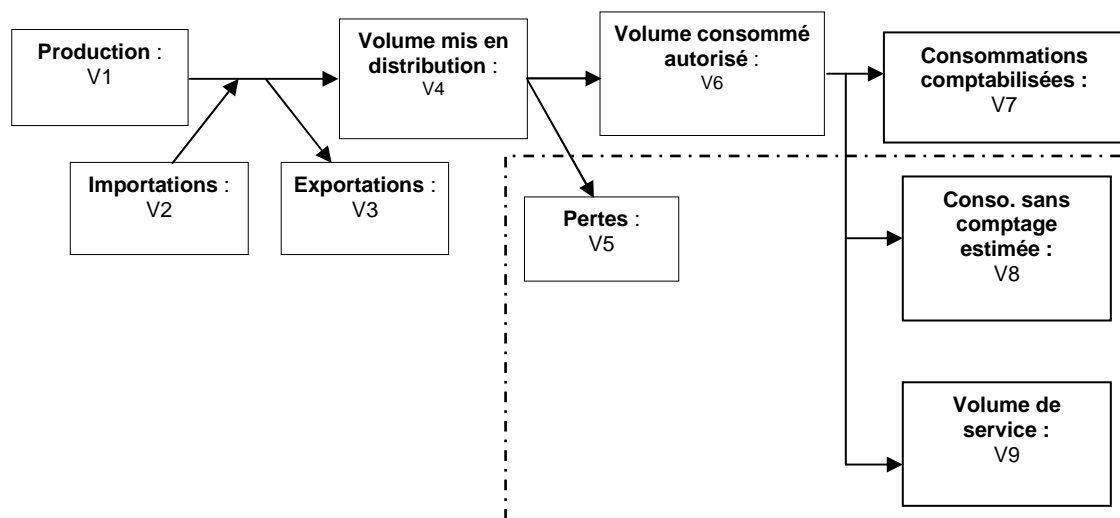 Production :
V1
Volume mis en
distribution :
V4
Volume consommé
autorisé :
V6
Consommations
comptabilisées :
V7
Importations :
V2
Exportations :
V3
Pertes :
V5
Conso. sans
comptage
estimée :
V8
Volume de
service :
V9